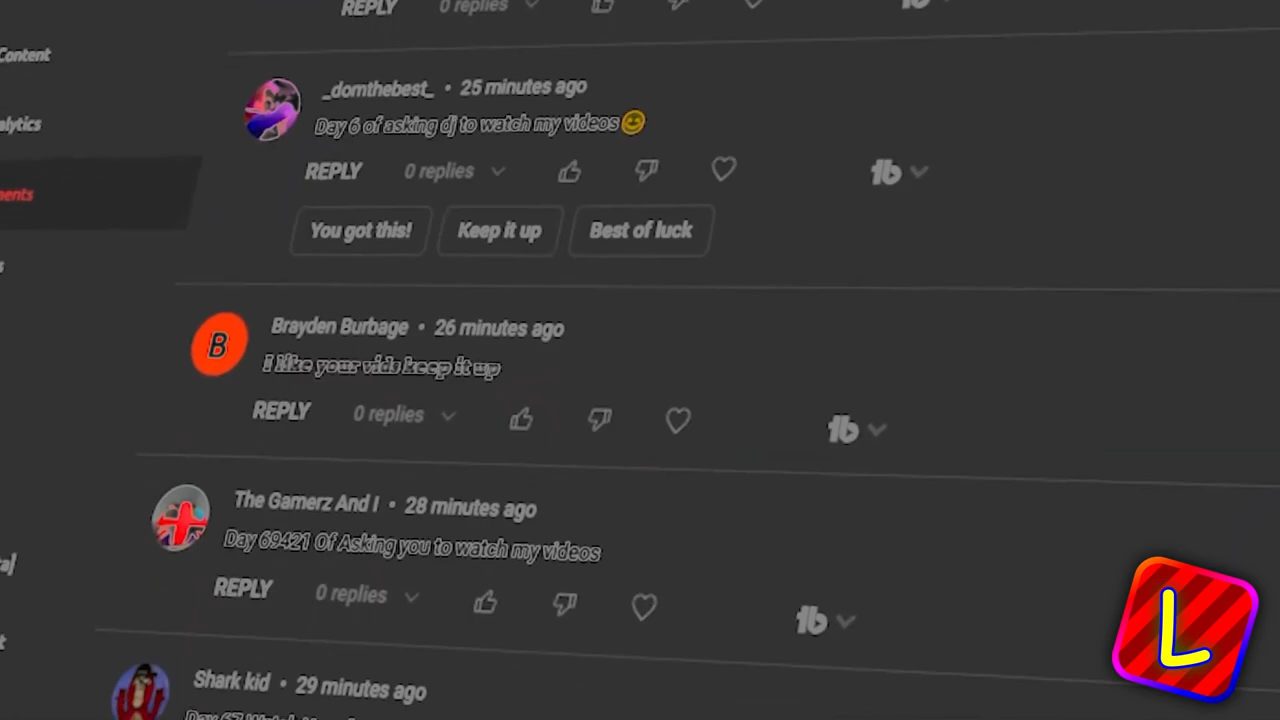 REPLY 0 replies
Content
_domthebest_ • 25 minutes ago
Day 6 of asking dj to watch my videos😊
REPLY 0 replies
You got this! Keep it up Best of luck
Brayden Burbage • 26 minutes ago
B
I like your vids keep it up
REPLY 0 replies
The Gamerz And I • 28 minutes ago
Day 69421 Of Asking you to watch my videos
REPLY 0 replies
L
Shark kid • 29 minutes ago